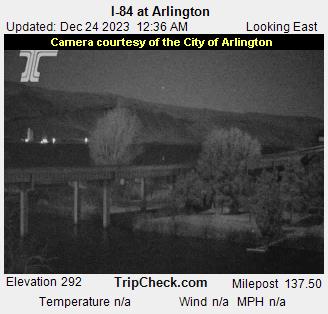 I-84 at Arlington
Updated: Dec 24 2023 12:36 AM Looking East
Camera courtesy of the City of Arlington
Elevation 292 TripCheck.com Milepost 137.50
Temperature n/a Wind n/a MPH n/a